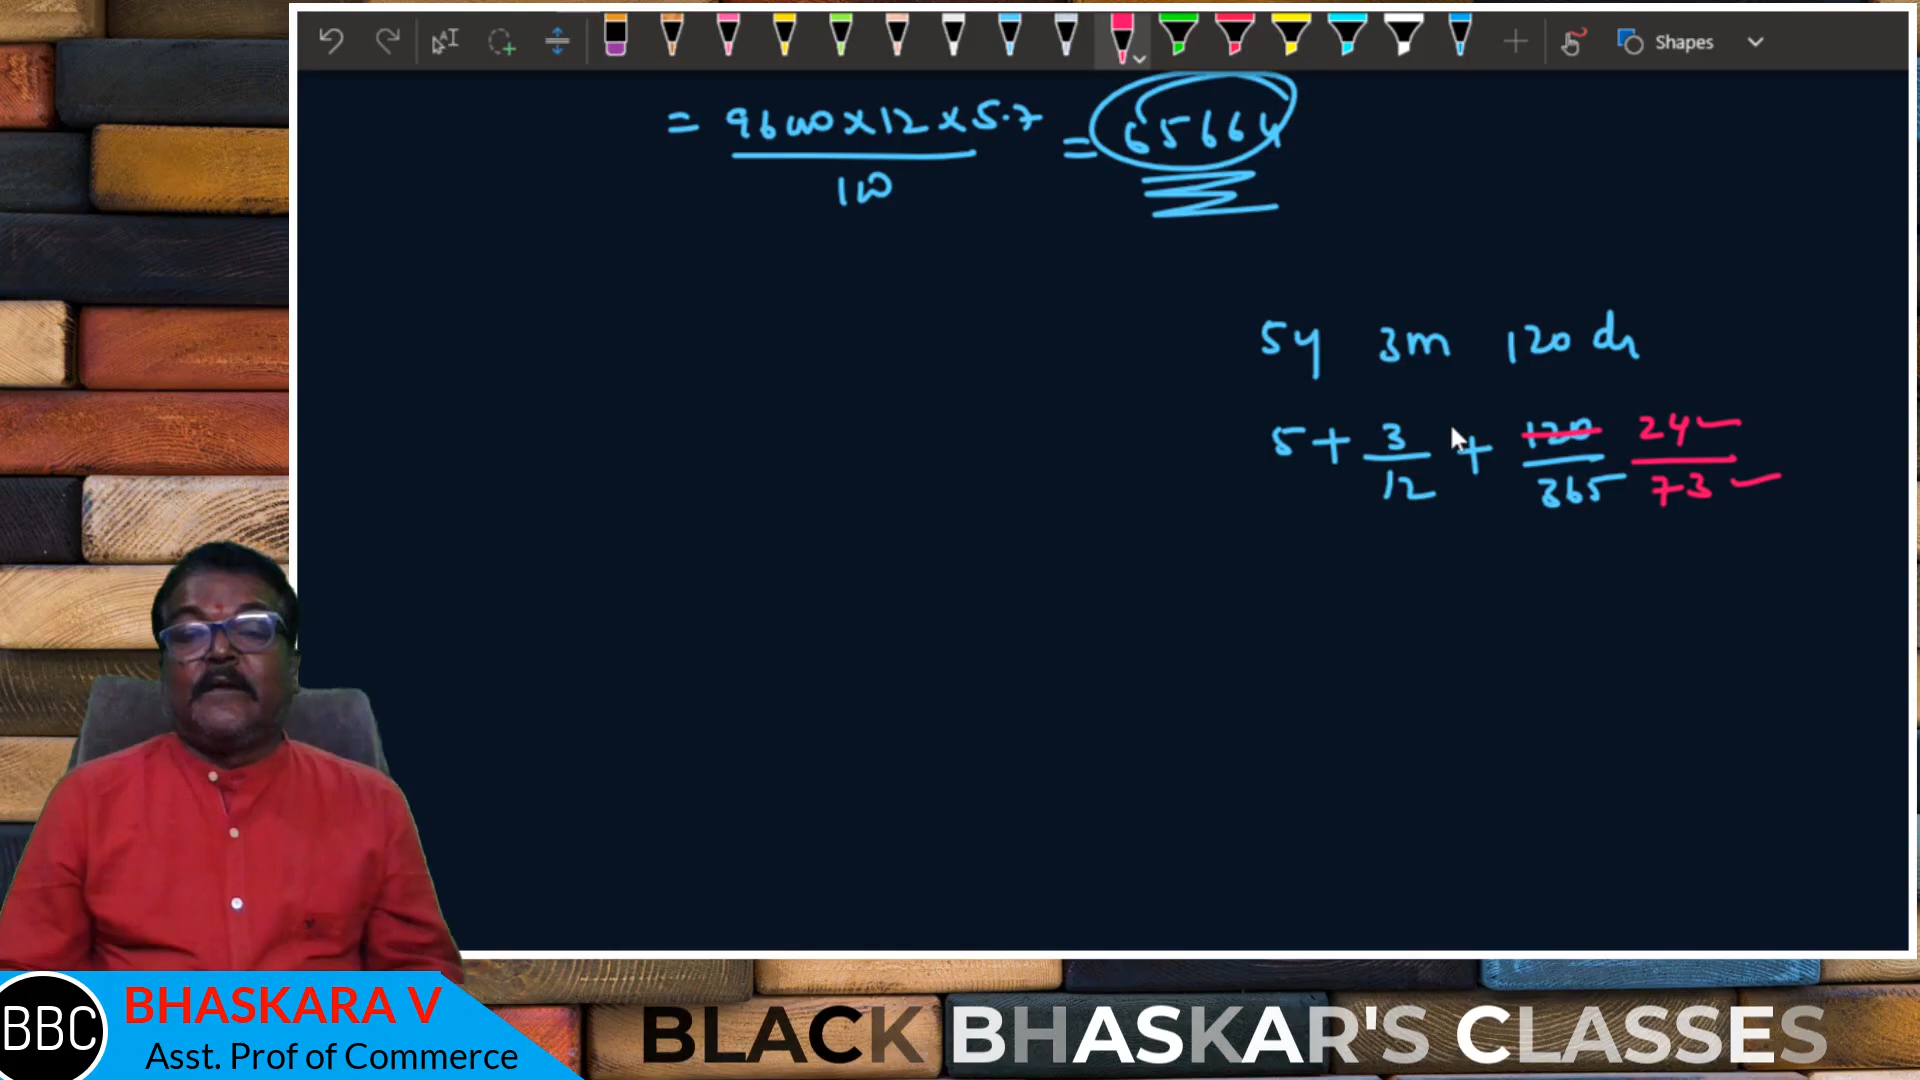 Shapes
= 9600×12×5.7 / 100 = 65664
5y 3m 120 ds
5 + 3/12 + 120/365 24/73
BBC
BHASKARA V
Asst. Prof of Commerce
BLACK BHASKAR'S CLASSES